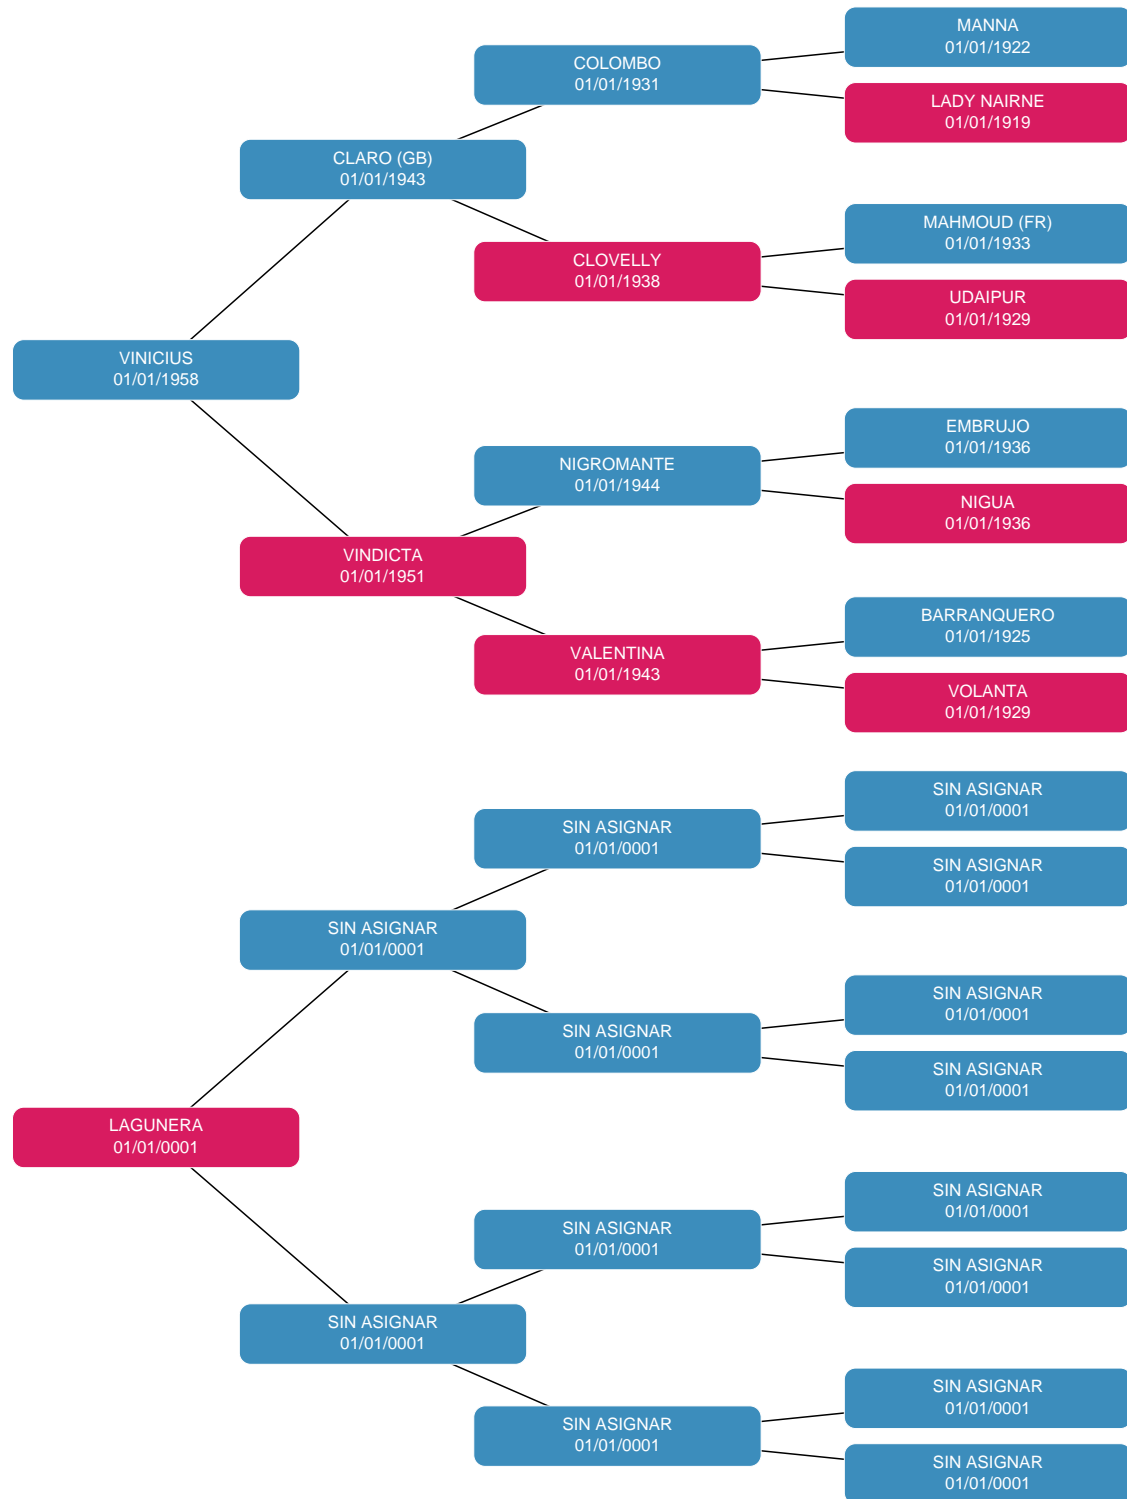 MANNA
01/01/1922
COLOMBO
01/01/1931
LADY NAIRNE
01/01/1919
CLARO (GB)
01/01/1943
MAHMOUD (FR)
01/01/1933
CLOVELLY
01/01/1938
UDAIPUR
01/01/1929
VINICIUS
01/01/1958
EMBRUJO
01/01/1936
NIGROMANTE
01/01/1944
NIGUA
01/01/1936
VINDICTA
01/01/1951
BARRANQUERO
01/01/1925
VALENTINA
01/01/1943
VOLANTA
01/01/1929
SIN ASIGNAR
01/01/0001
SIN ASIGNAR
01/01/0001
SIN ASIGNAR
01/01/0001
SIN ASIGNAR
01/01/0001
SIN ASIGNAR
01/01/0001
SIN ASIGNAR
01/01/0001
SIN ASIGNAR
01/01/0001
LAGUNERA
01/01/0001
SIN ASIGNAR
01/01/0001
SIN ASIGNAR
01/01/0001
SIN ASIGNAR
01/01/0001
SIN ASIGNAR
01/01/0001
SIN ASIGNAR
01/01/0001
SIN ASIGNAR
01/01/0001
SIN ASIGNAR
01/01/0001